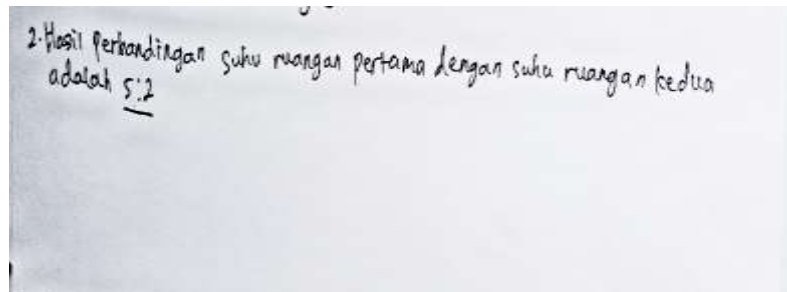 2. Hasil Perbandingan suhu ruangan pertama dengan suhu ruangan kedua
adalah 5:2